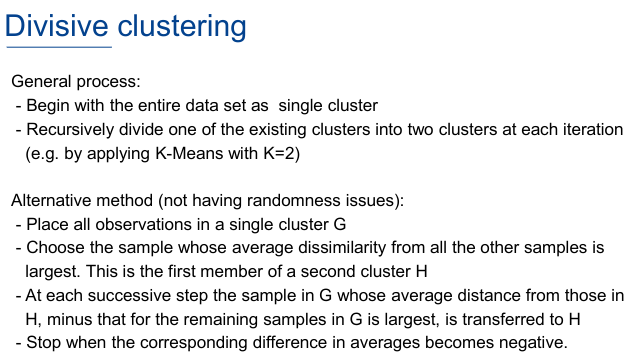 Divisive clustering
General process:
- Begin with the entire data set as  single cluster
- Recursively divide one of the existing clusters into two clusters at each iteration
(e.g. by applying K-Means with K=2)
Alternative method (not having randomness issues):
- Place all observations in a single cluster G
- Choose the sample whose average dissimilarity from all the other samples is
largest. This is the first member of a second cluster H
- At each successive step the sample in G whose average distance from those in
H, minus that for the remaining samples in G is largest, is transferred to H
- Stop when the corresponding difference in averages becomes negative.